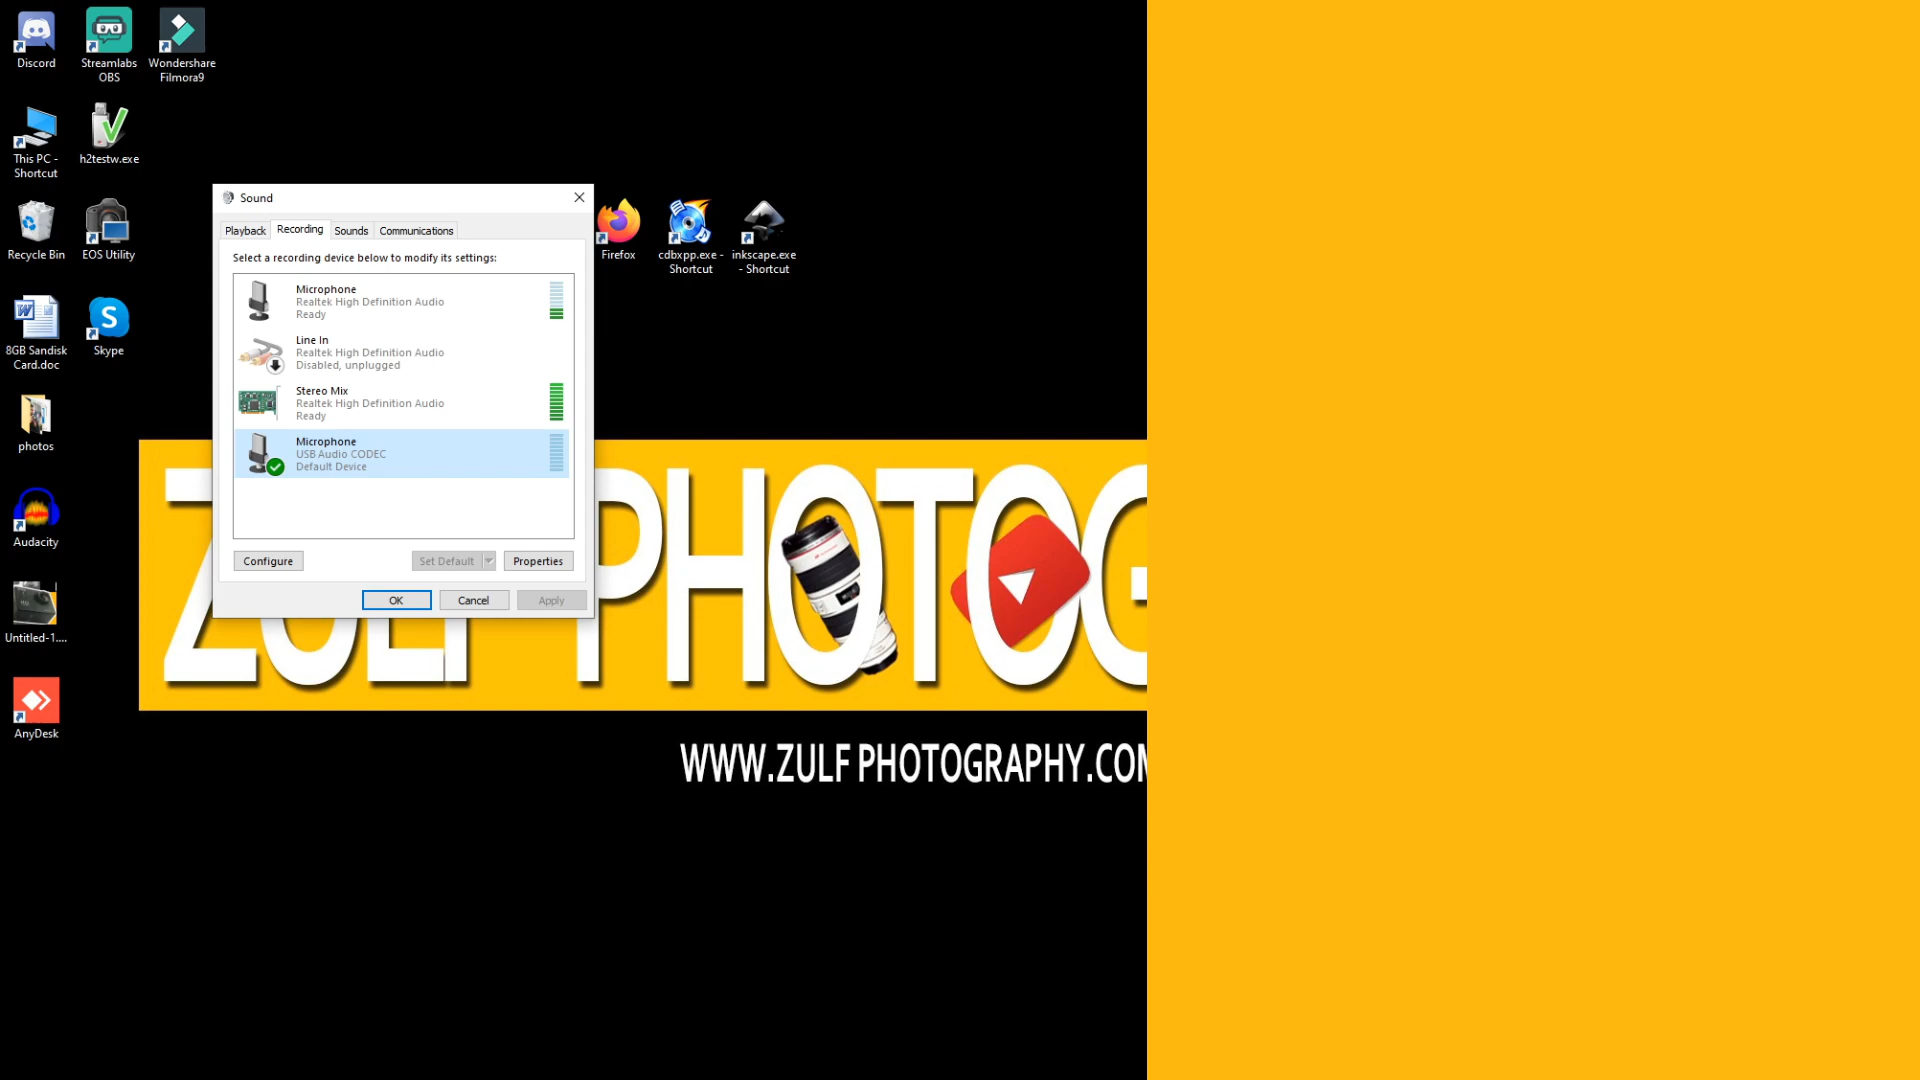 Discord
Streamlabs OBS
Wondershare Filmora9
This PC - Shortcut
h2testw.exe
Recycle Bin
EOS Utility
8GB Sandisk Card.doc
Skype
photos
Audacity
Untitled-1....
AnyDesk
Firefox
cdbxpp.exe - Shortcut
inkscape.exe - Shortcut
Sound
Playback
Recording
Sounds
Communications
Select a recording device below to modify its settings:
Microphone
Realtek High Definition Audio
Ready
Line In
Realtek High Definition Audio
Disabled, unplugged
Stereo Mix
Realtek High Definition Audio
Ready
Microphone
USB Audio CODEC
Default Device
Configure
Set Default
Properties
OK
Cancel
Apply
ZULF PHOTOG
WWW.ZULFPHOTOGRAPHY.COM